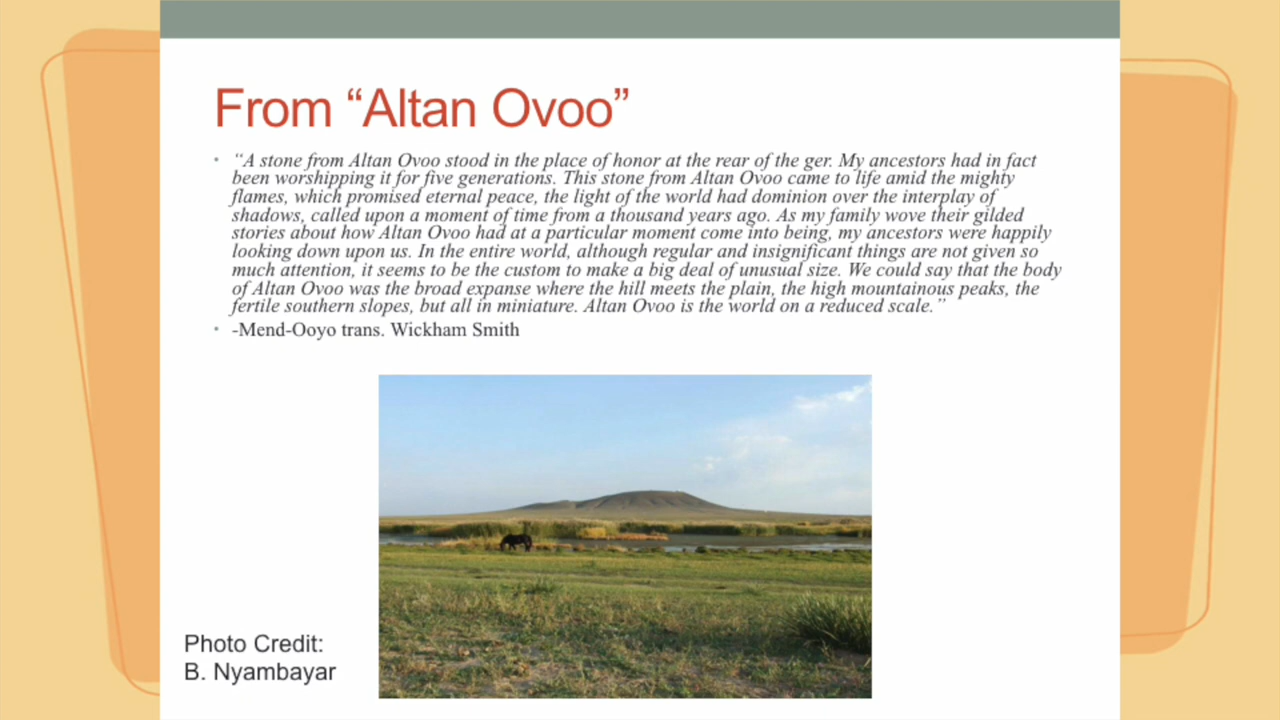 From “Altan Ovoo”
• “A stone from Altan Ovoo stood in the place of honor at the rear of the ger. My ancestors had in fact
been worshipping it for five generations. This stone from Altan Ovoo came to life amid the mighty
flames, which promised eternal peace, the light of the world had dominion over the interplay of
shadows, called upon a moment of time from a thousand years ago. As my family wove their gilded
stories about how Altan Ovoo had at a particular moment come into being, my ancestors were happily
looking down upon us. In the entire world, although regular and insignificant things are not given so
much attention, it seems to be the custom to make a big deal of unusual size. We could say that the body
of Altan Ovoo was the broad expanse where the hill meets the plain, the high mountainous peaks, the
fertile southern slopes, but all in miniature. Altan Ovoo is the world on a reduced scale.”
• -Mend-Ooyo trans. Wickham Smith
Photo Credit:
B. Nyambayar